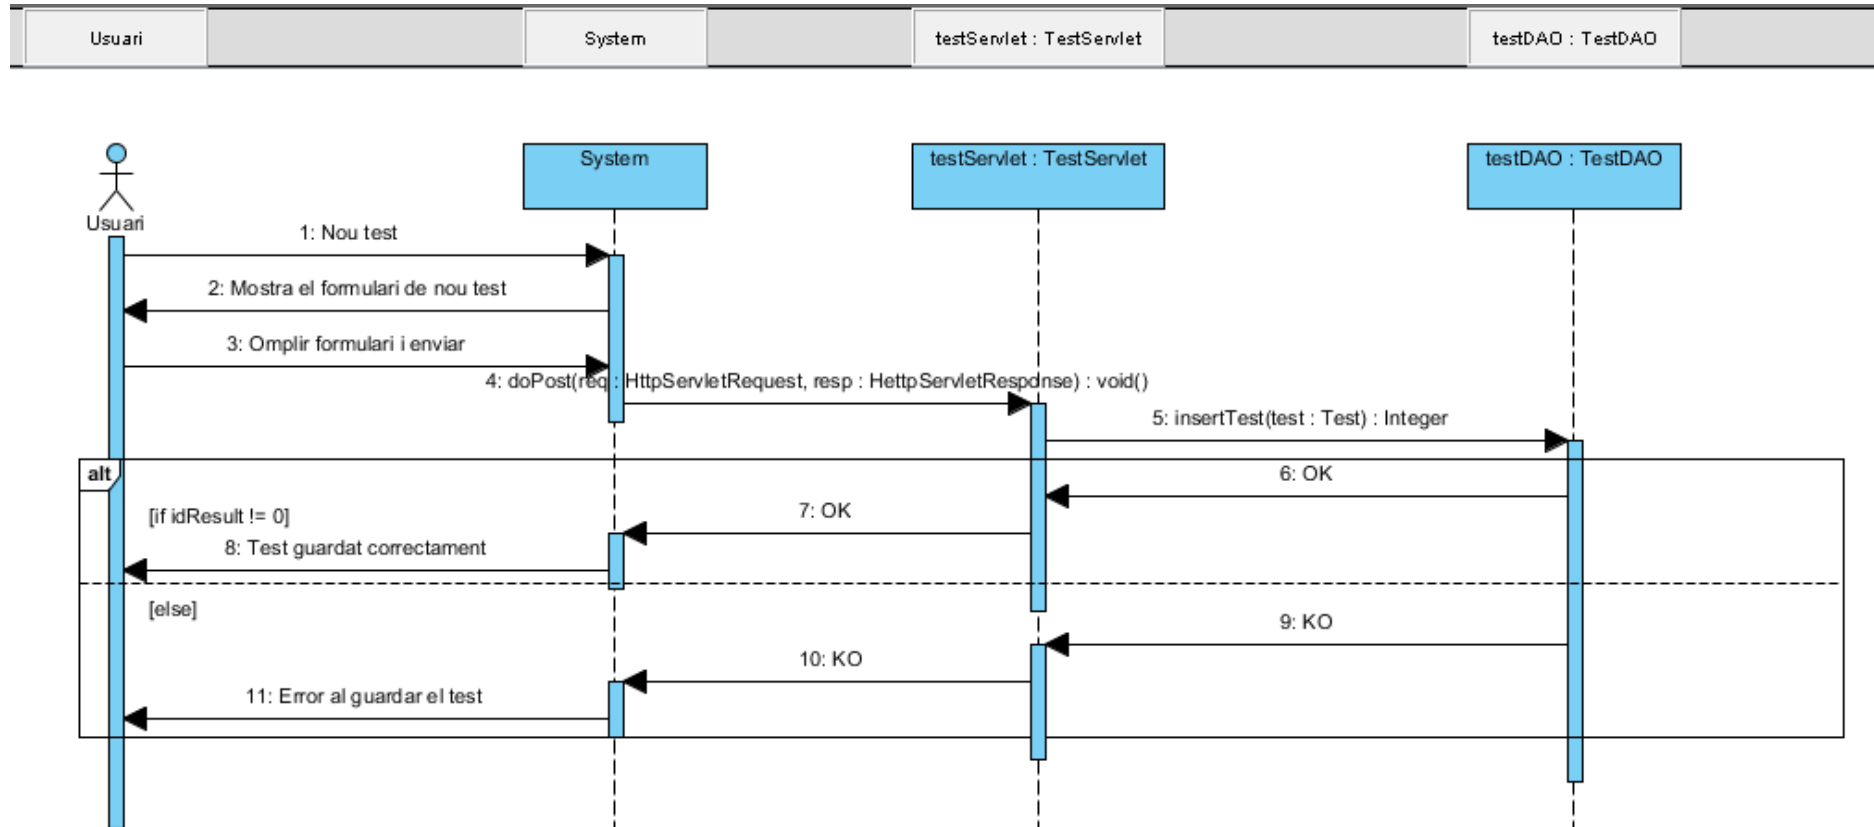 Usuari
System
testServlet : TestServlet
testDAO : TestDAO
Usuari
System
testServlet : TestServlet
testDAO : TestDAO
1: Nou test
2: Mostra el formulari de nou test
3: Omplir formulari i enviar
4: doPost(req : HttpServletRequest, resp : HettpServletResponse) : void()
5: insertTest(test : Test) : Integer
alt
6: OK
7: OK
[if idResult != 0]
8: Test guardat correctament
[else]
9: KO
10: KO
11: Error al guardar el test